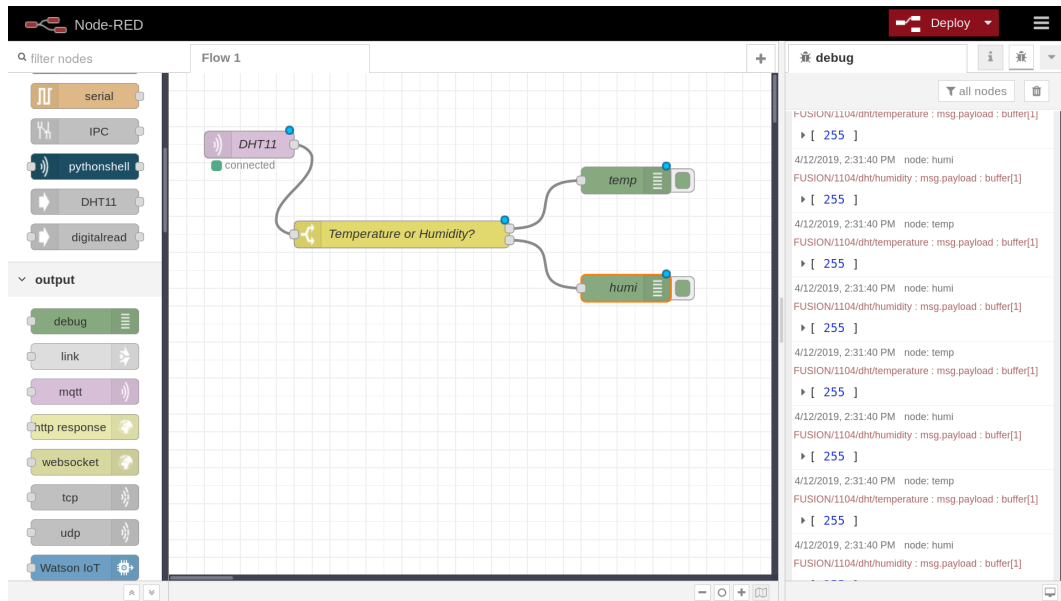 Node-RED
Deploy
filter nodes
serial
IPC
pythonshell
DHT11
digitalread
output
debug
link
mqtt
http response
websocket
tcp
udp
Watson IoT
Flow 1
DHT11
connected
Temperature or Humidity?
temp
humi
debug
i
all nodes
FUSION/1104/dht/temperature : msg.payload : buffer[1]
[ 255 ]
4/12/2019, 2:31:40 PM node: humi
FUSION/1104/dht/humidity : msg.payload : buffer[1]
[ 255 ]
4/12/2019, 2:31:40 PM node: temp
FUSION/1104/dht/temperature : msg.payload : buffer[1]
[ 255 ]
4/12/2019, 2:31:40 PM node: humi
FUSION/1104/dht/humidity : msg.payload : buffer[1]
[ 255 ]
4/12/2019, 2:31:40 PM node: temp
FUSION/1104/dht/temperature : msg.payload : buffer[1]
[ 255 ]
4/12/2019, 2:31:40 PM node: humi
FUSION/1104/dht/humidity : msg.payload : buffer[1]
[ 255 ]
4/12/2019, 2:31:40 PM node: temp
FUSION/1104/dht/temperature : msg.payload : buffer[1]
[ 255 ]
4/12/2019, 2:31:40 PM node: humi
FUSION/1104/dht/humidity : msg.payload : buffer[1]